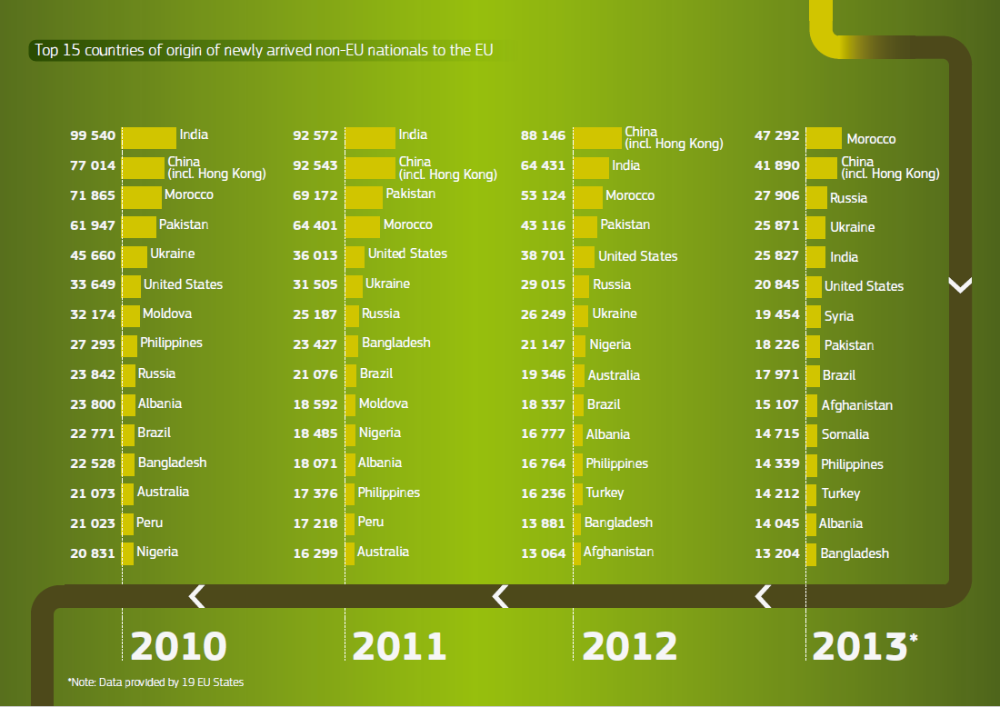 Top 15 countries of origin of newly arrived non-EU nationals to the EU
99 540 India
77 014 China
(incl. Hong Kong)
71 865 Morocco
61 947 Pakistan
45 660 Ukraine
33 649 United States
32 174 Moldova
27 293 Philippines
23 842 Russia
23 800 Albania
22 771 Brazil
22 528 Bangladesh
21 073 Australia
21 023 Peru
20 831 Nigeria
2010
92 572 India
92 543 China
(incl. Hong Kong)
69 172 Pakistan
64 401 Morocco
36 013 United States
31 505 Ukraine
25 187 Russia
23 427 Bangladesh
21 076 Brazil
18 592 Moldova
18 485 Nigeria
18 071 Albania
17 376 Philippines
17 218 Peru
16 299 Australia
2011
88 146 China
(incl. Hong Kong)
64 431 India
53 124 Morocco
43 116 Pakistan
38 701 United States
29 015 Russia
26 249 Ukraine
21 147 Nigeria
19 346 Australia
18 337 Brazil
16 777 Albania
16 764 Philippines
16 236 Turkey
13 881 Bangladesh
13 064 Afghanistan
2012
47 292 Morocco
41 890 China
(incl. Hong Kong)
27 906 Russia
25 871 Ukraine
25 827 India
20 845 United States
19 454 Syria
18 226 Pakistan
17 971 Brazil
15 107 Afghanistan
14 715 Somalia
14 339 Philippines
14 212 Turkey
14 045 Albania
13 204 Bangladesh
2013*
*Note: Data provided by 19 EU States